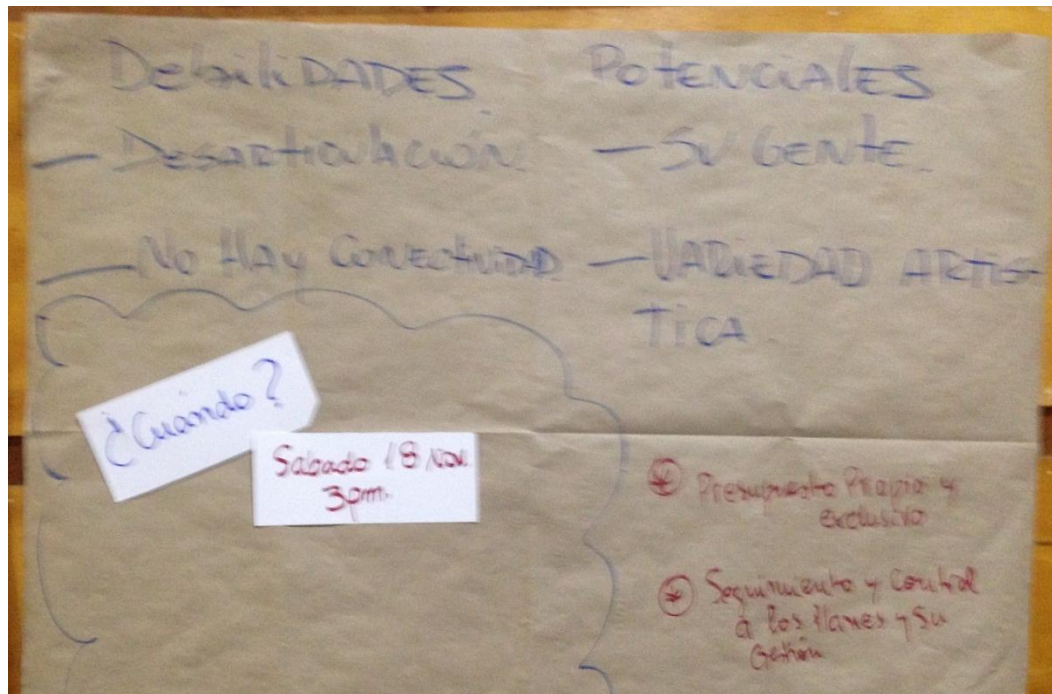 DebiliDADES
— DESARTICULACIÓN
— No HAy CONECTIVIDAD
¿Cuándo?
Sabado 18 Nov.
3pm.
POTENCIALES
— SU GENTE.
— VARIEDAD ARTIS-
TICA
Presupuesto Propio y
exclusivo
Seguimiento y Control
a los Planes y su
Gestión